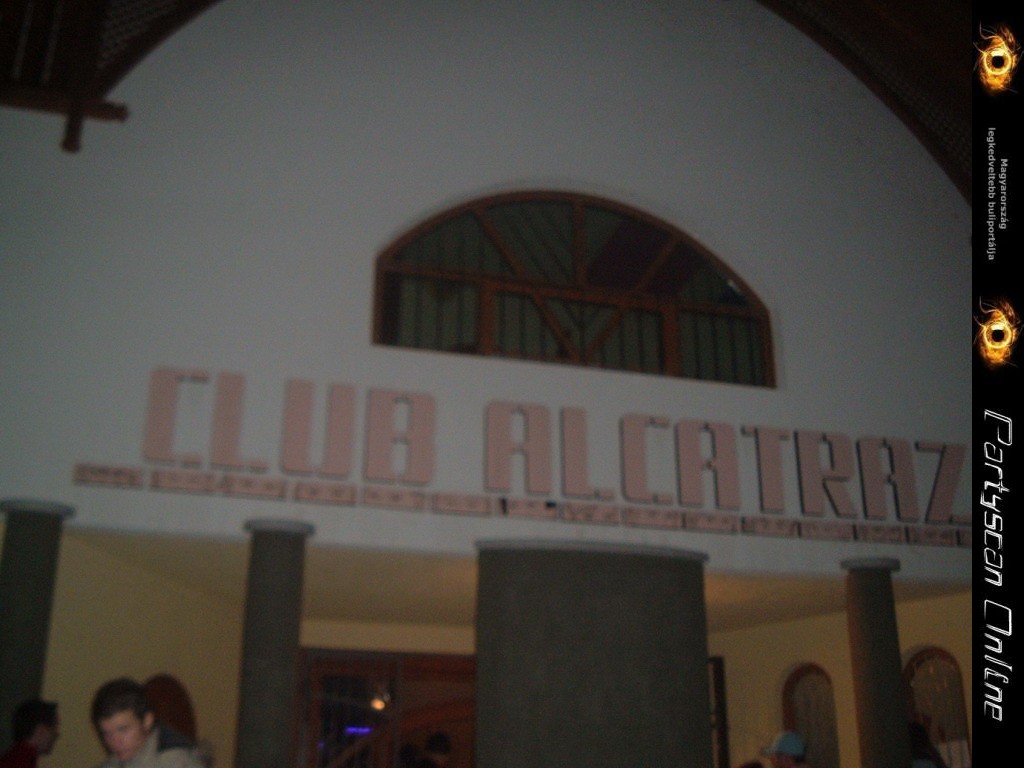 CLUB ALCATRAZ
Magyarország
legkedveltebb buliportálja
Partyscan Online